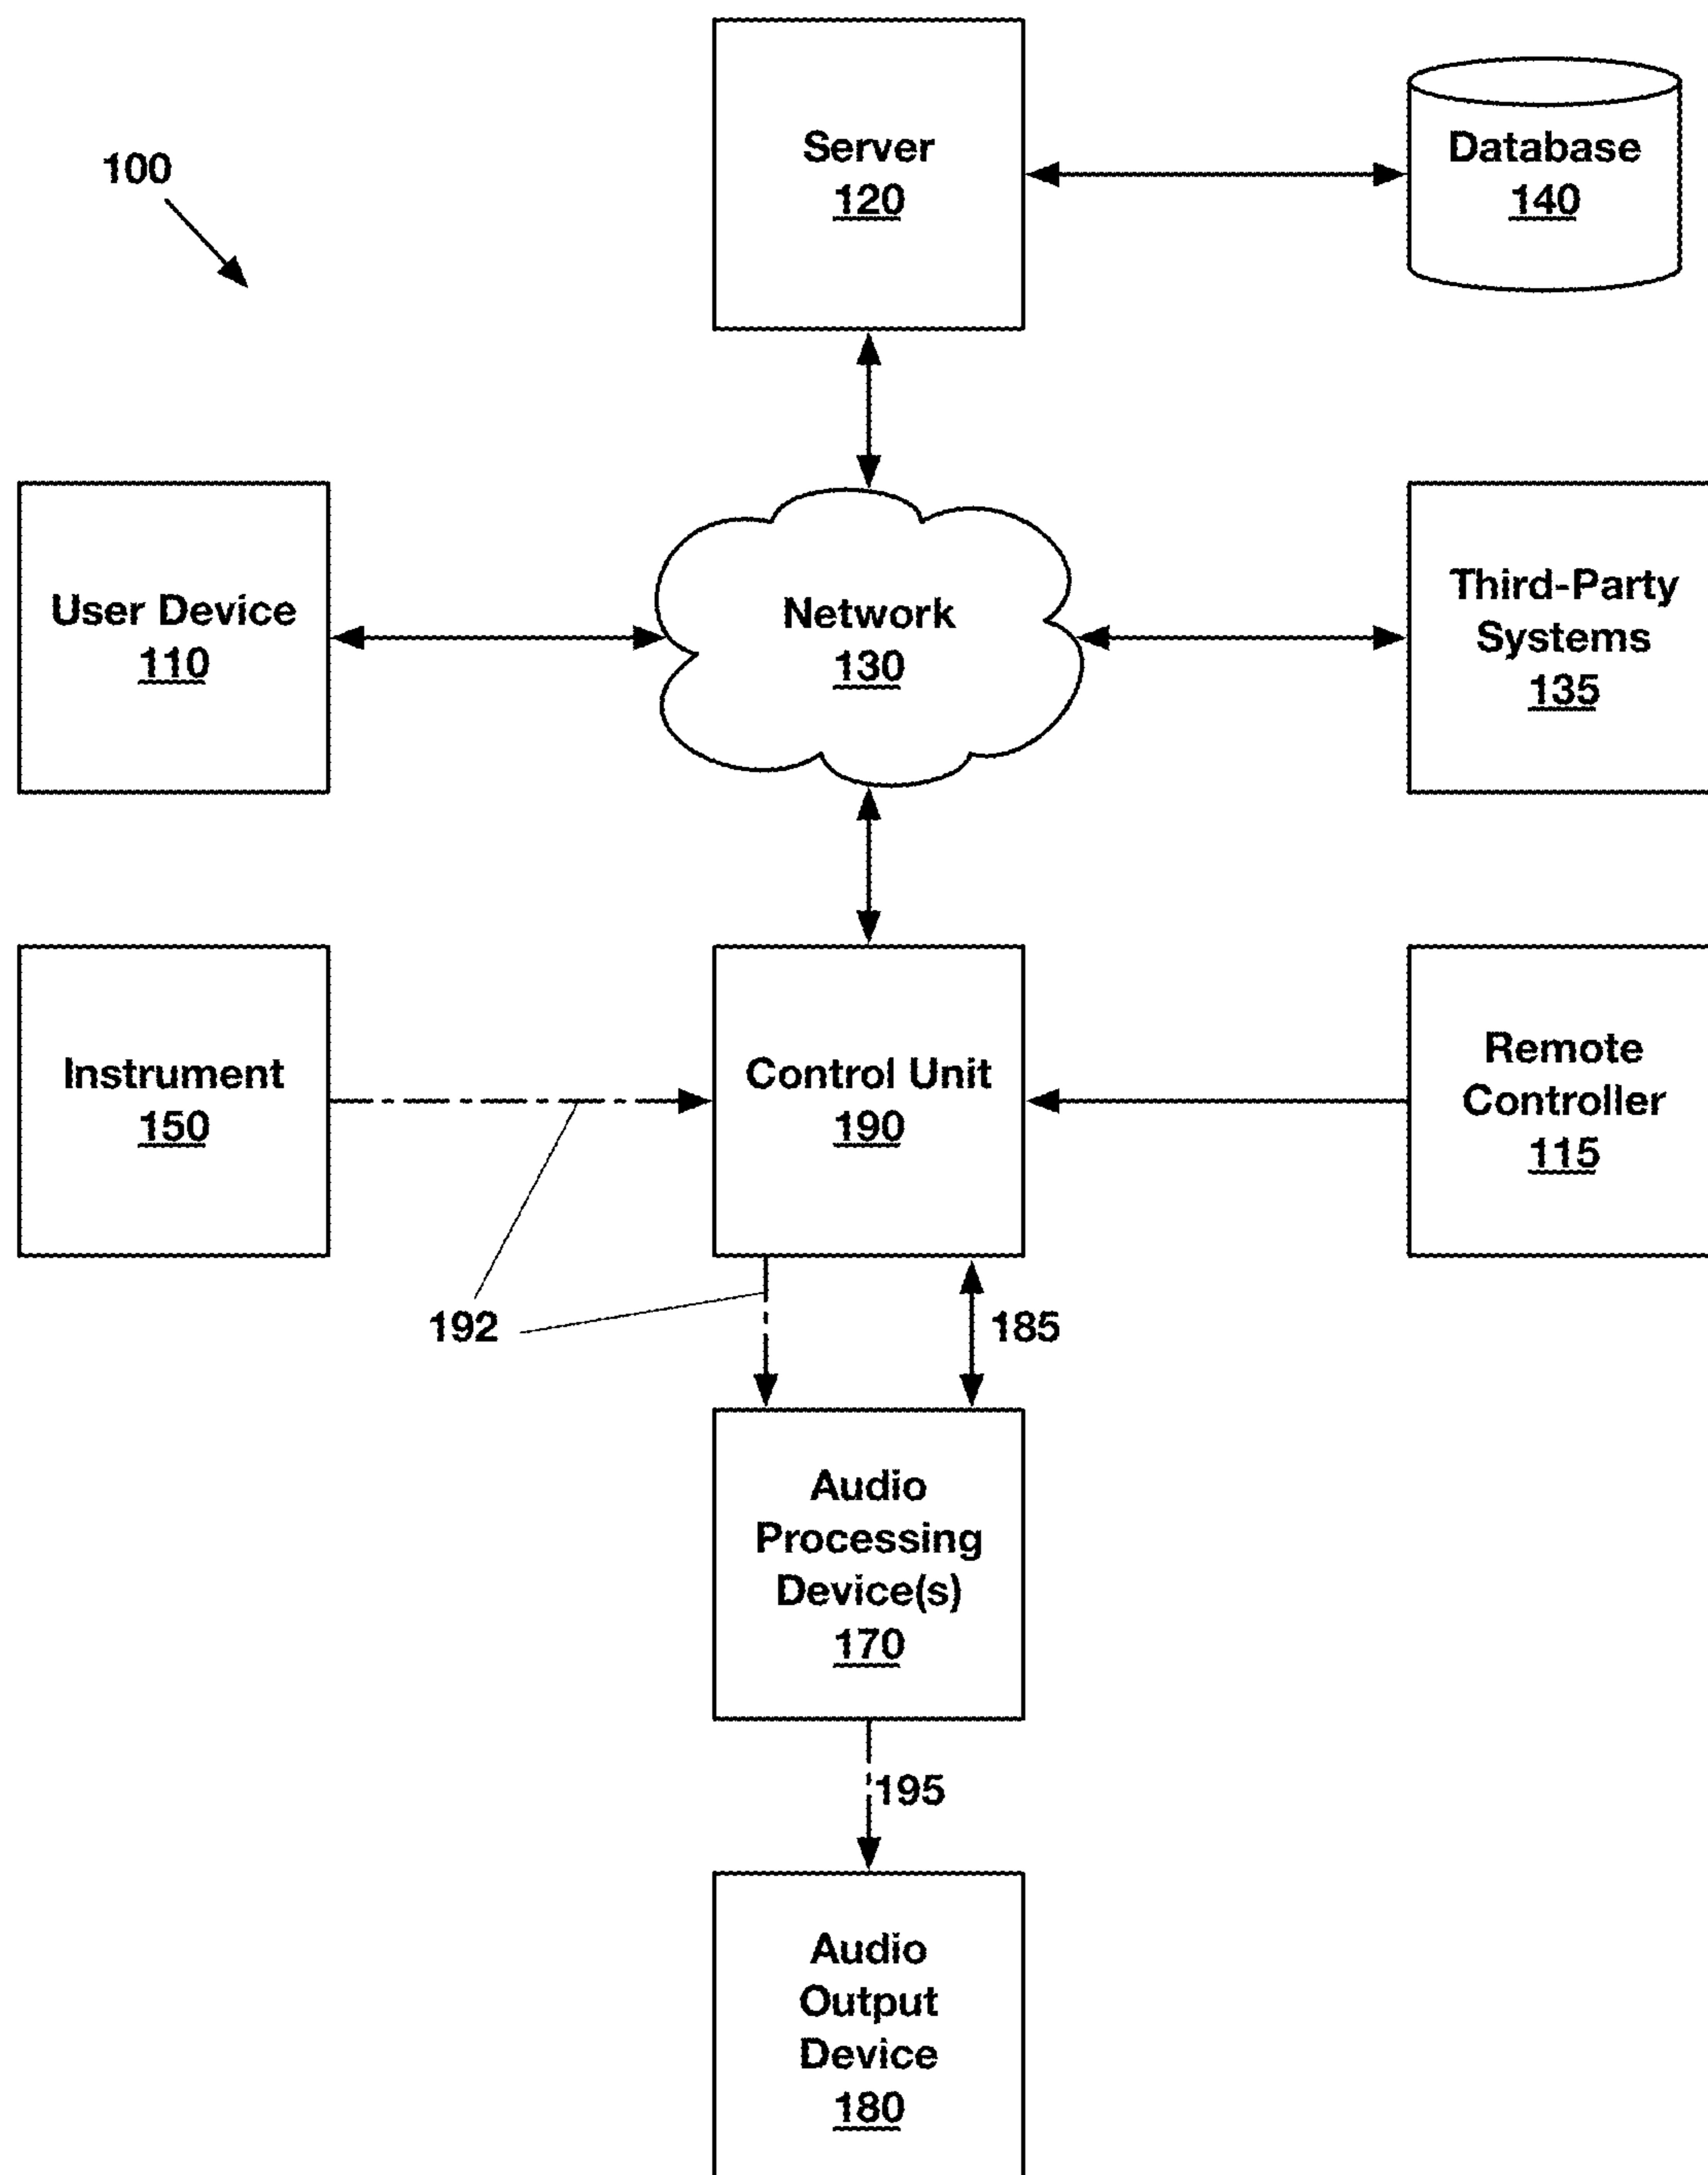 100
Server
120
Database
140
User Device
110
Network
130
Third-Party
Systems
135
Instrument
150
Control Unit
190
Remote
Controller
115
192
185
Audio
Processing
Device(s)
170
195
Audio
Output
Device
180